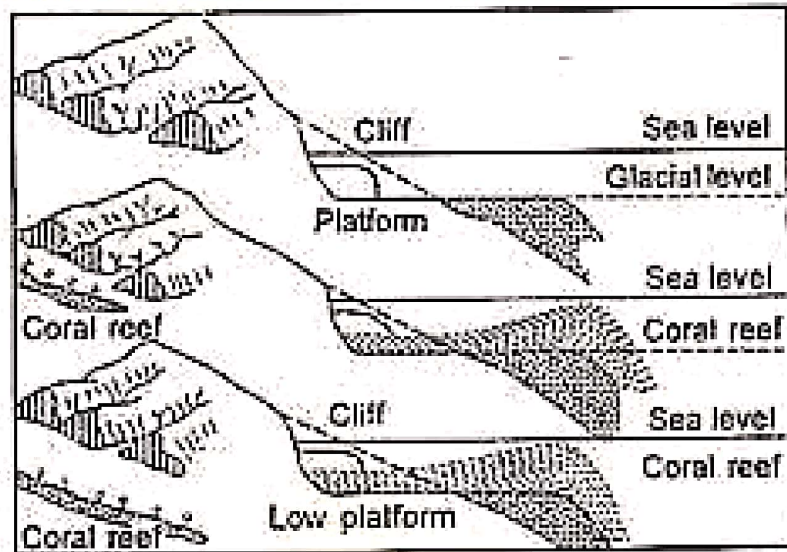 Cliff Sea level
Glacial level
Platform
Sea level
Coral reef Coral reef
Cliff Sea level
Coral reef
Low platform
Coral reef